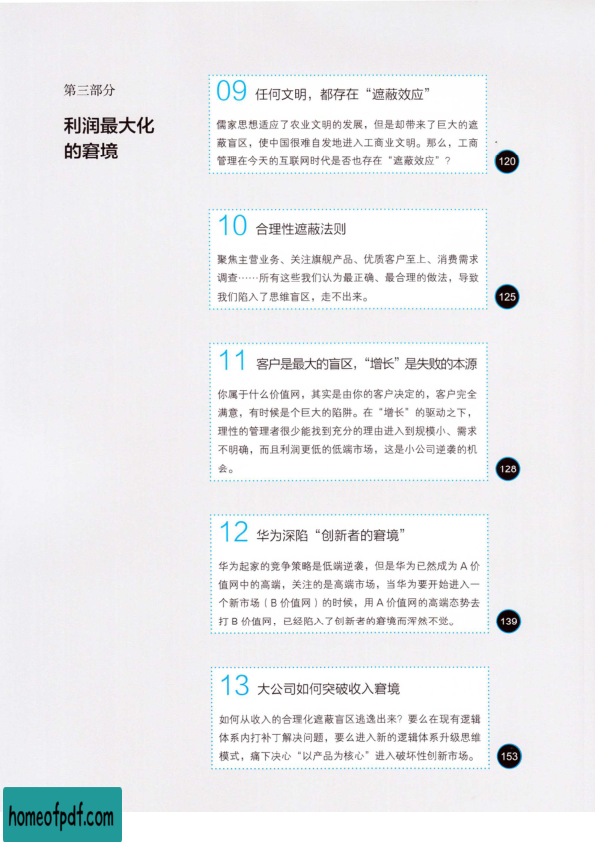 第三部分
利润最大化
的窘境
09 任何文明，都存在“遮蔽效应”
儒家思想适应了农业文明的发展，但是却带来了巨大的遮
蔽盲区，使中国很难自发地进入工商业文明。那么，工商
管理在今天的互联网时代是否也存在“遮蔽效应”？
120
10 合理性遮蔽法则
聚焦主营业务、关注旗舰产品、优质客户至上、消费需求
调查……所有这些我们认为最正确、最合理的做法，导致
我们陷入了思维盲区，走不出来。
125
11 客户是最大的盲区，“增长”是失败的本源
你属于什么价值网，其实是由你的客户决定的，客户完全
满意，有时候是个巨大的陷阱。在“增长”的驱动之下，
理性的管理者很少能找到充分的理由进入到规模小、需求
不明确，而且利润更低的低端市场，这是小公司逆袭的机
会。
128
12 华为深陷“创新者的窘境”
华为起家的竞争策略是低端逆袭，但是华为已然成为 A 价
值网中的高端，关注的是高端市场，当华为要开始进入一
个新市场（B 价值网）的时候，用 A 价值网的高端态势去
打 B 价值网，已经陷入了创新者的窘境而浑然不觉。
139
13 大公司如何突破收入窘境
如何从收入的合理化遮蔽盲区逃逸出来？要么在现有逻辑
体系内打补丁解决问题，要么进入新的逻辑体系升级思维
模式，痛下决心“以产品为核心”进入破坏性创新市场。
153
homeofpdf.com